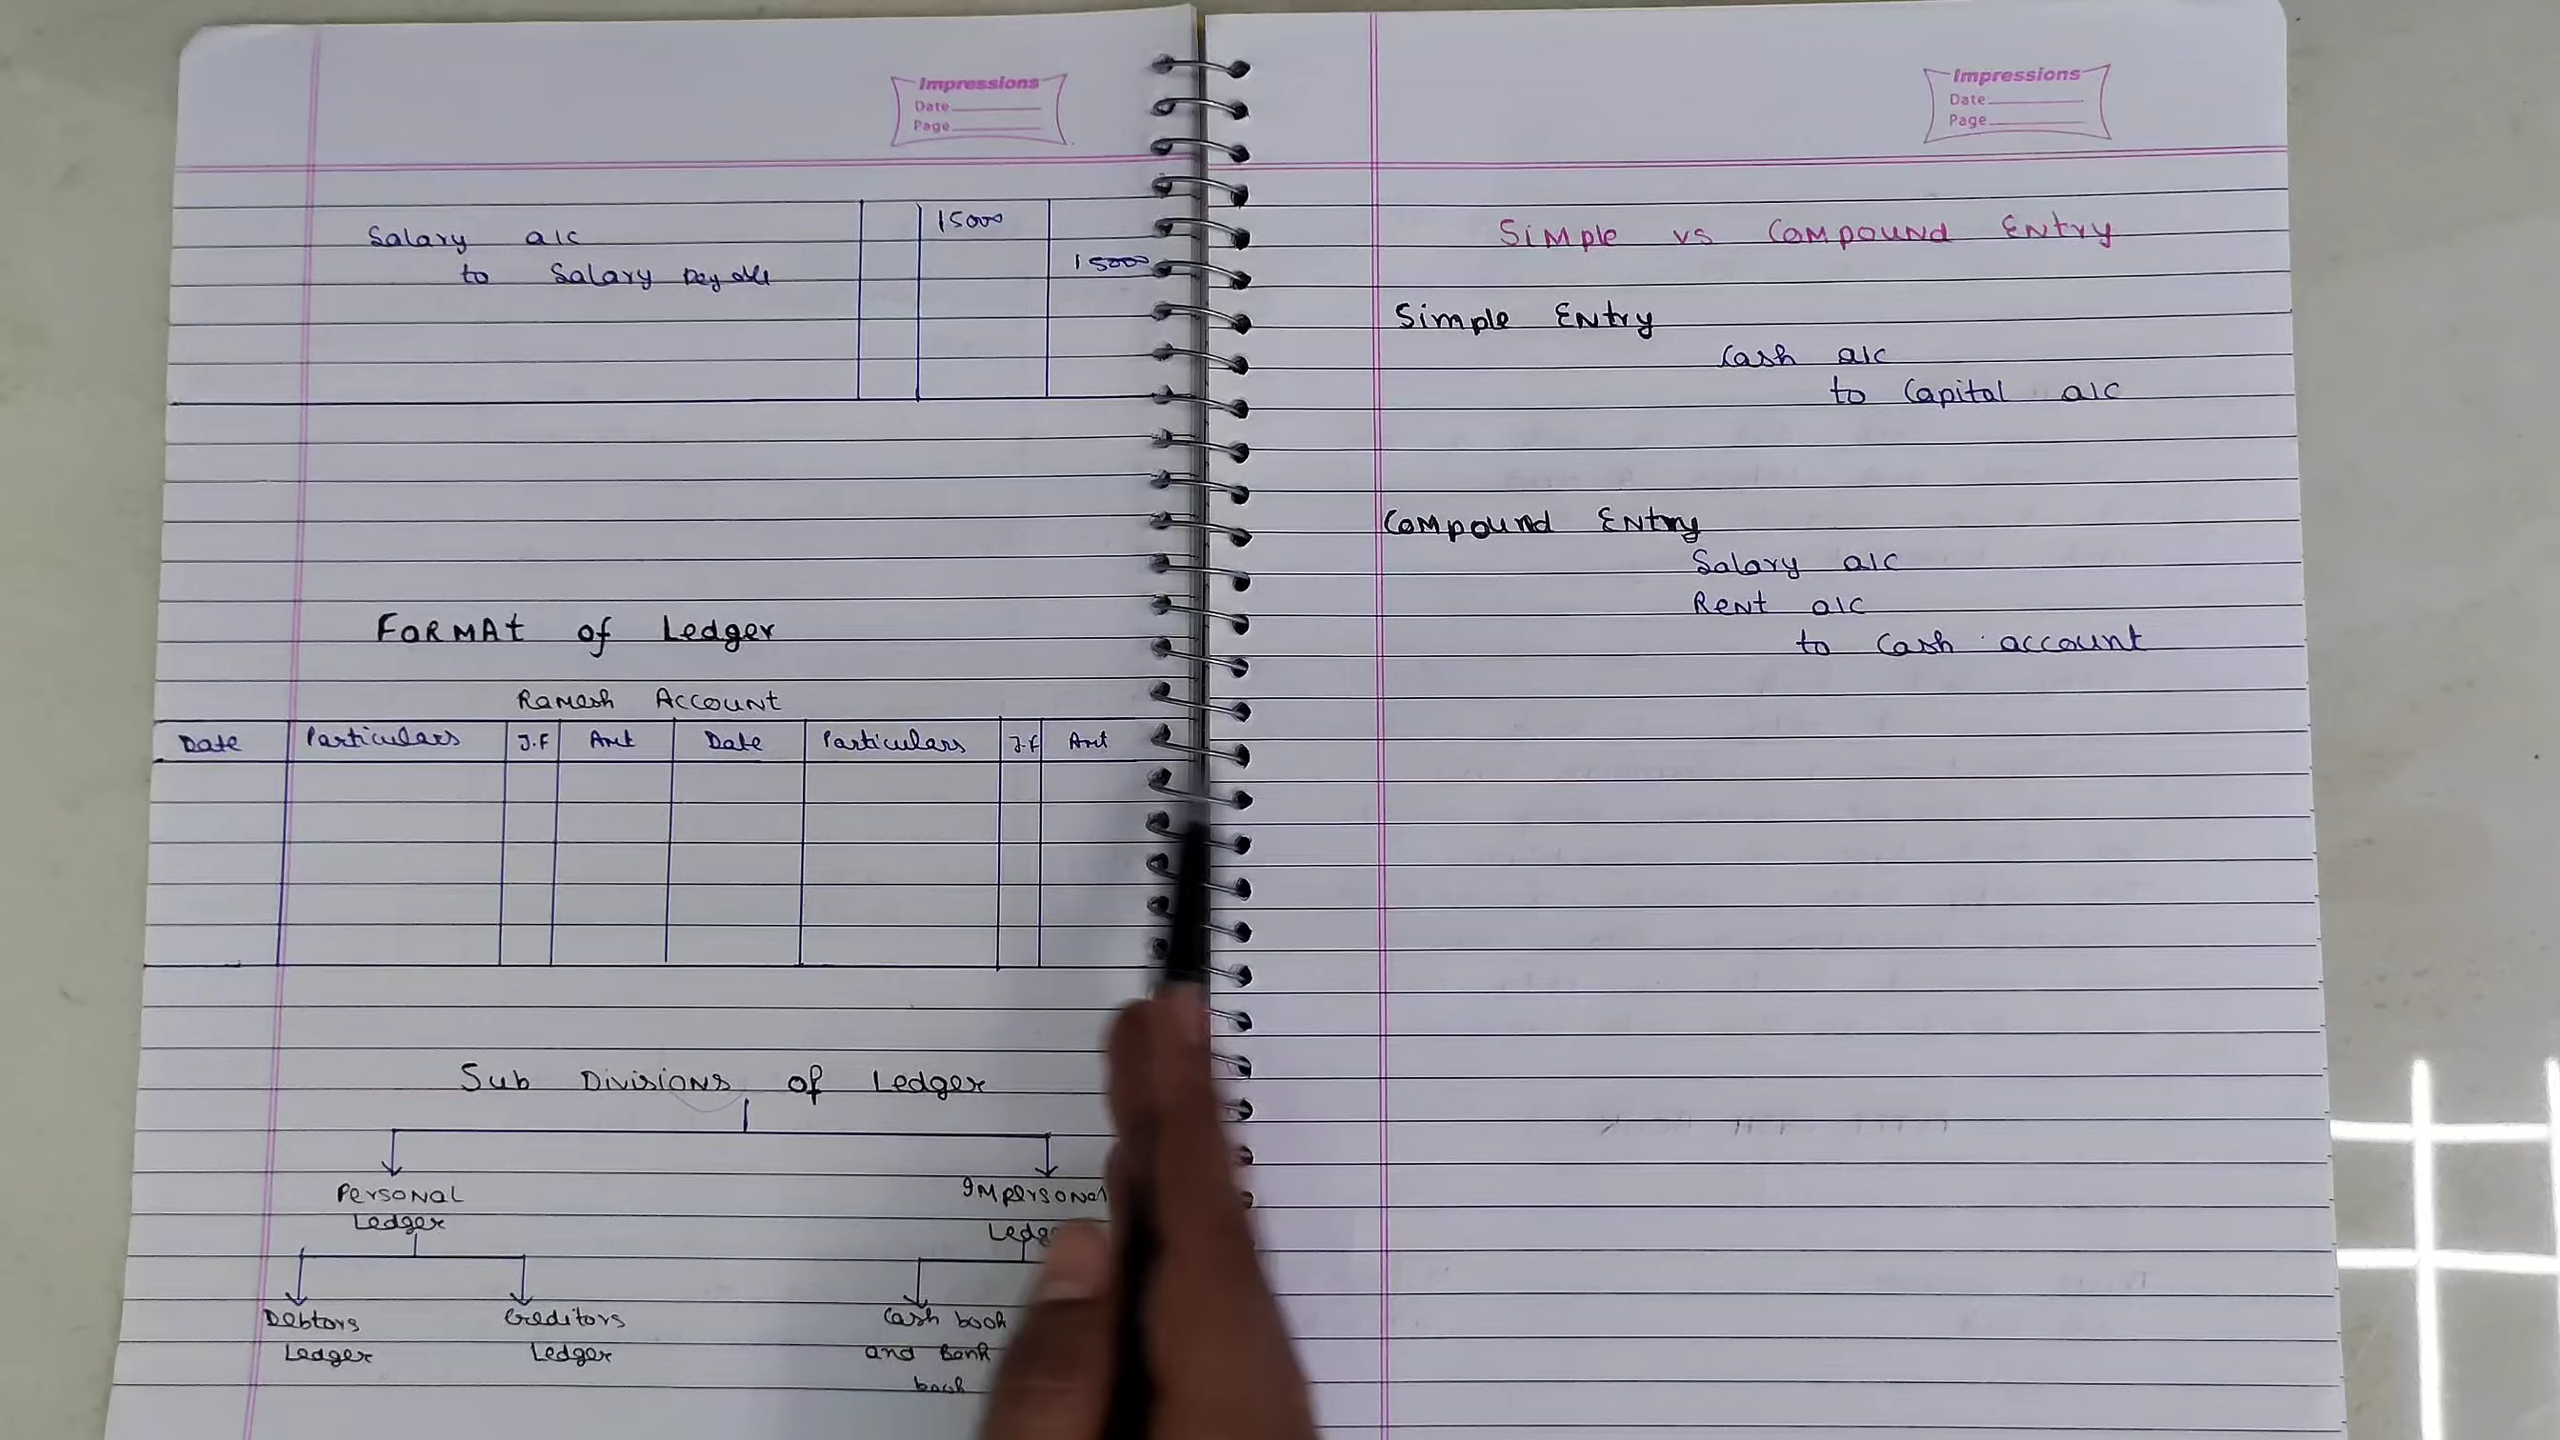 Impressions
Date
Page
Salary a/c 15000
to Salary payable 15000
FORMAt of Ledger
Ramesh Account
Date Particulars J.F Amt Date Particulars J.F Amt
Sub Divisions of Ledger
Personal Ledger
Impersonal
Debtors Ledger
Creditors Ledger
Cash book and Bank book
Impressions
Date
Page
Simple vs Compound Entry
Simple Entry
Cash a/c
to Capital a/c
Compound Entry
Salary a/c
Rent a/c
to Cash account